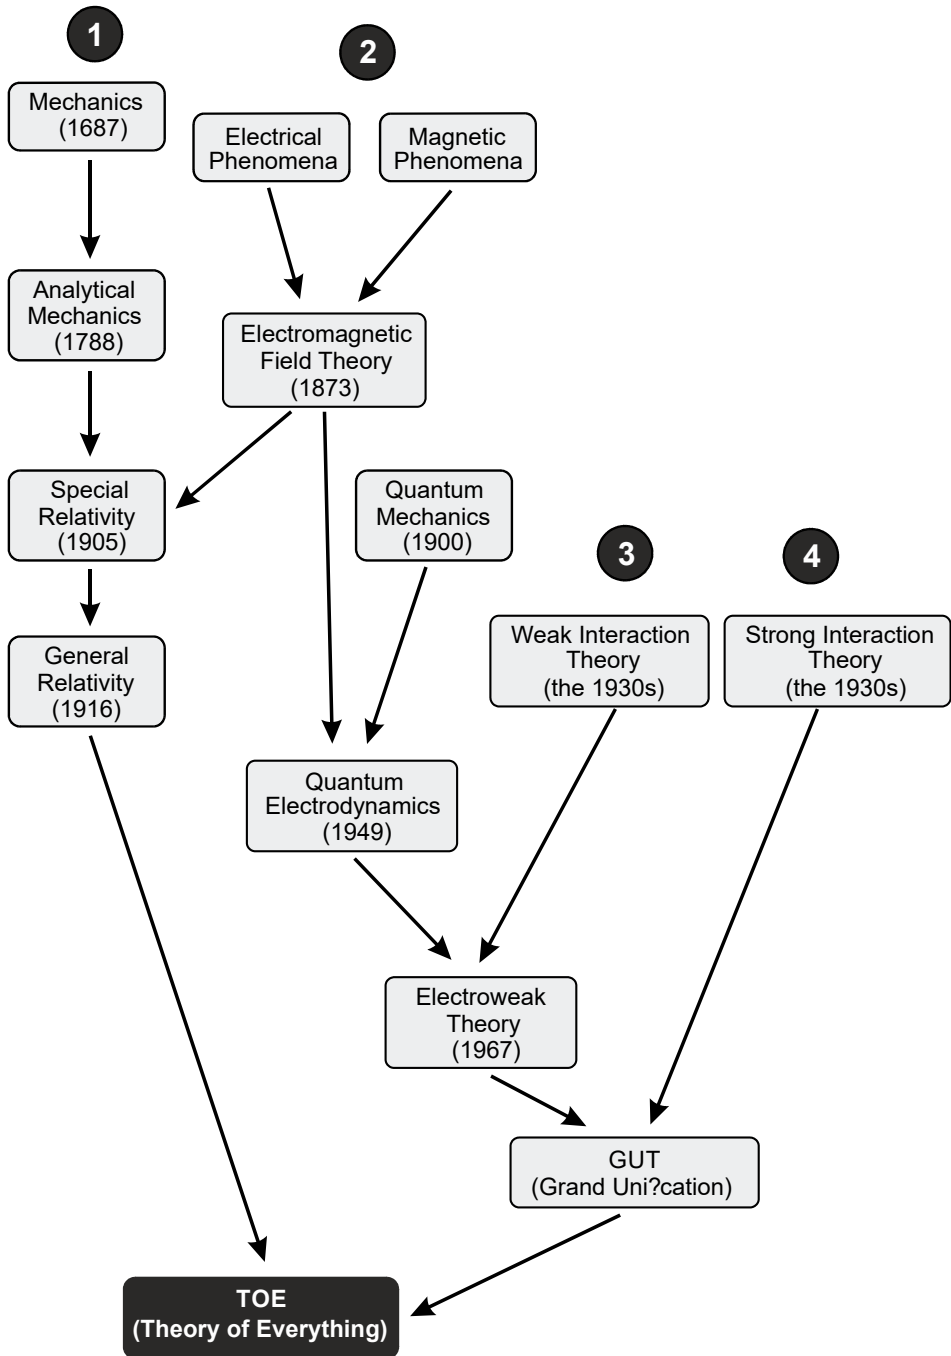 1
2
Mechanics
(1687)
Electrical
Phenomena
Magnetic
Phenomena
Analytical
Mechanics
(1788)
Electromagnetic
Field Theory
(1873)
Special
Relativity
(1905)
Quantum
Mechanics
(1900)
3
4
General
Relativity
(1916)
Weak Interaction
Theory
(the 1930s)
Strong Interaction
Theory
(the 1930s)
Quantum
Electrodynamics
(1949)
Electroweak
Theory
(1967)
GUT
(Grand Uni?cation)
TOE
(Theory of Everything)